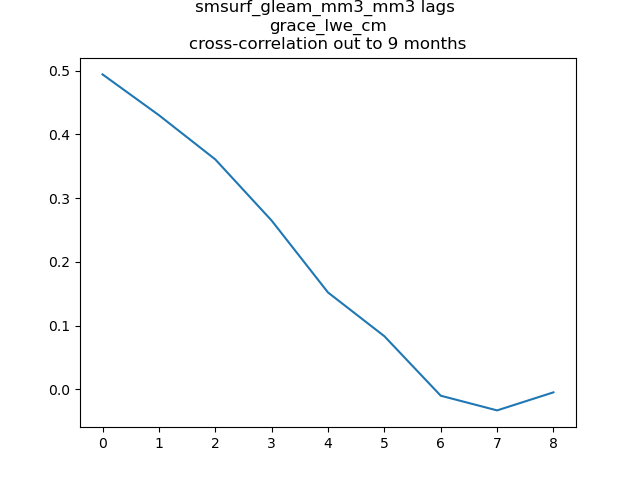 smsurf_gleam_mm3_mm3 lags
grace_lwe_cm
cross-correlation out to 9 months
0.5
0.4
0.3
0.2
0.1
0.0
0 1 2 3 4 5 6 7 8